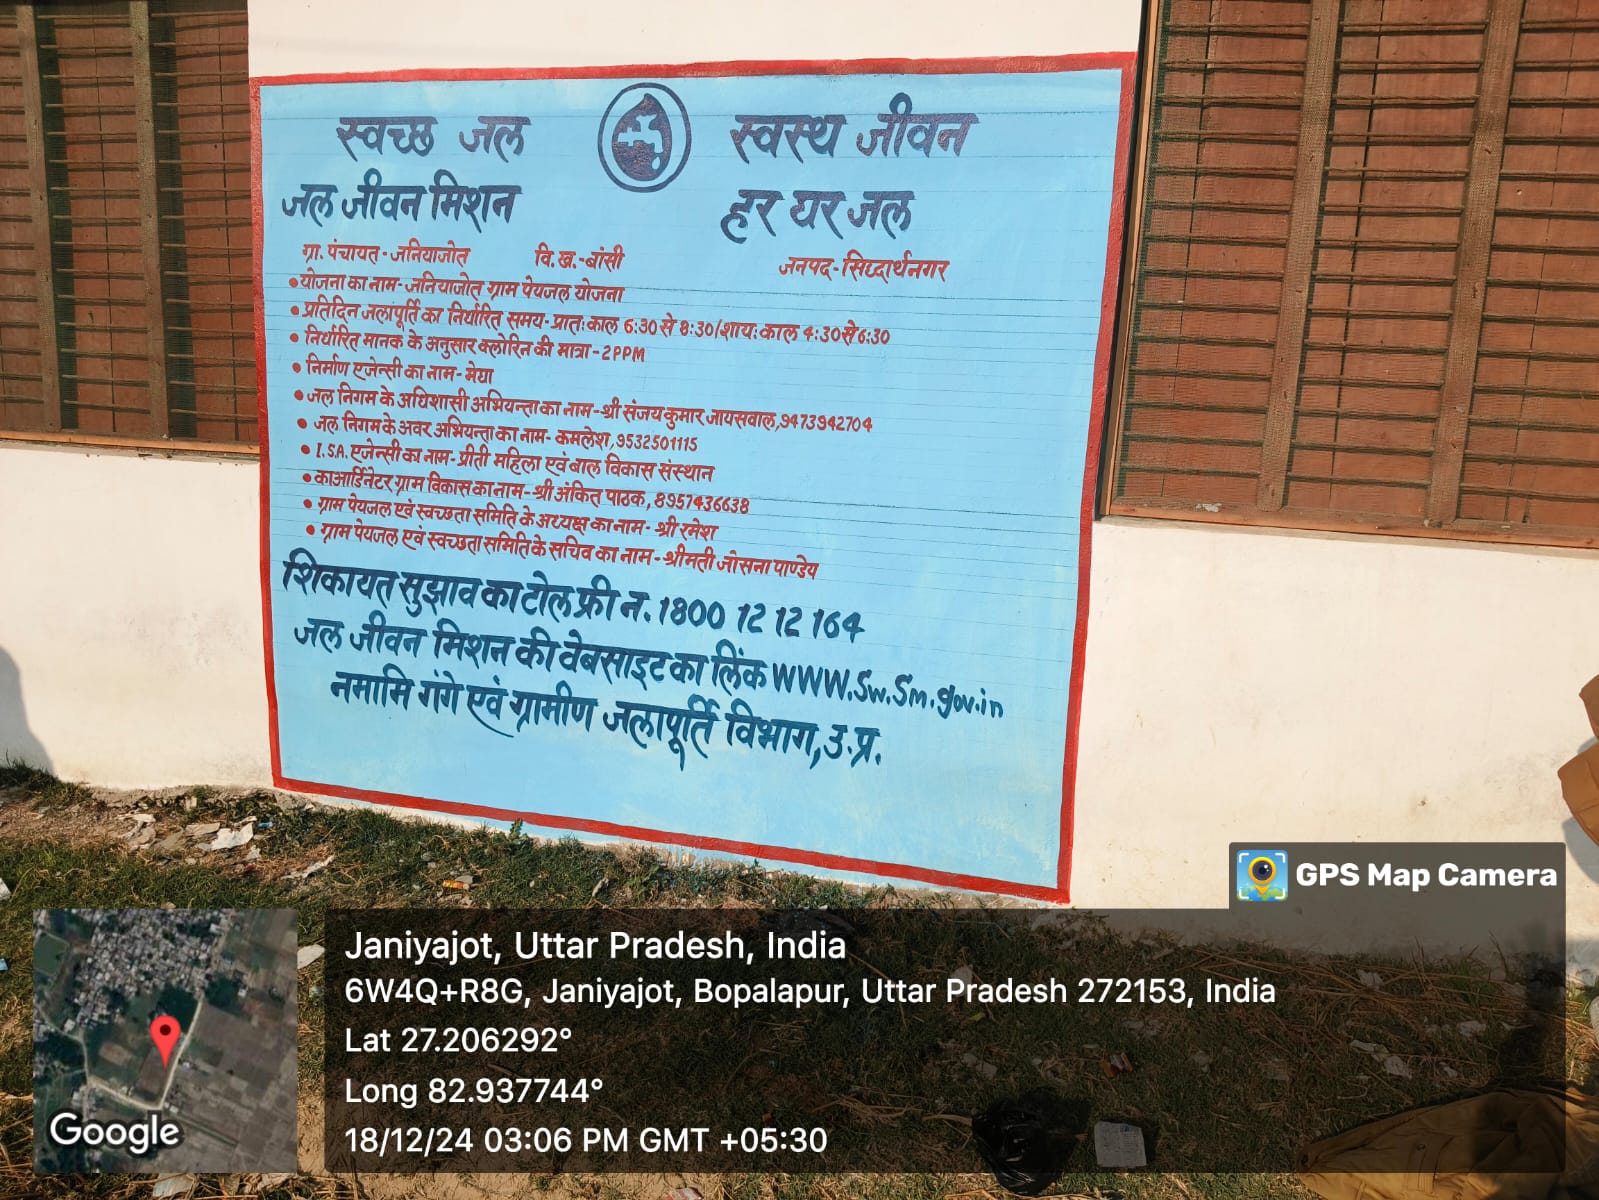 स्वच्छ जल स्वस्थ जीवन
जल जीवन मिशन हर घर जल
ग्रा. पंचायत - जनियाजोत वि.ख.-बांसी जनपद-सिध्दार्थनगर
•योजना का नाम-जनियाजोत ग्राम पेयजल योजना
•प्रतिदिन जलापूर्ति का निर्धारित समय-प्रातःकाल 6:30 से 8:30/शायःकाल 4:30से 6:30
•निर्धारित मानक के अनुसार क्लोरिन की मात्रा-2PPM
•निर्माण एजेन्सी का नाम-मेघा
•जल निगम के अधिशासी अभियन्ता का नाम-श्री संजय कुमार जायसवाल,9473942704
•जल निगम के अवर अभियन्ता का नाम-कमलेश,9532501115
•I.S.A. एजेन्सी का नाम-प्रीती महिला एवं बाल विकास संस्थान
•काआर्डिनेटर ग्राम विकास का नाम-श्री अंकित पाठक, 8957436638
•ग्राम पेयजल एवं स्वच्छता समिति के अध्यक्ष का नाम-श्री रमेश
•ग्राम पेयजल एवं स्वच्छता समिति के सचिव का नाम-श्रीमती जोसना पाण्डेय
शिकायत सुझाव का टोल फ्री न. 1800 12 12 164
जल जीवन मिशन की वेबसाइट का लिंक WWW.Sw.Sm.gov.in
नमामि गंगे एवं ग्रामीण जलापूर्ति विभाग,उ.प्र.
GPS Map Camera
Janiyajot, Uttar Pradesh, India
6W4Q+R8G, Janiyajot, Bopalapur, Uttar Pradesh 272153, India
Lat 27.206292°
Long 82.937744°
18/12/24 03:06 PM GMT +05:30
Google